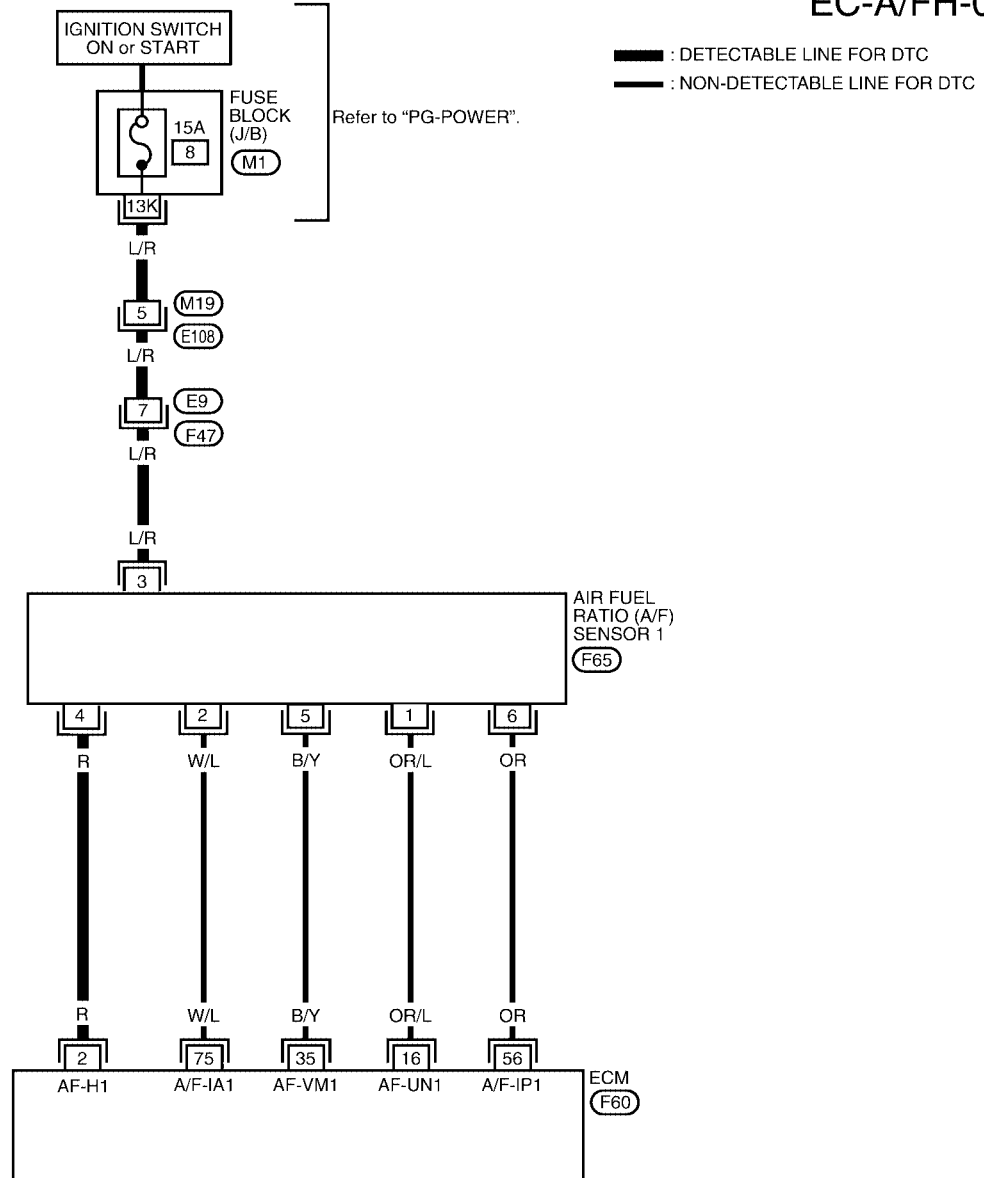 EC-A/FH-0
IGNITION SWITCH
ON or START
: DETECTABLE LINE FOR DTC
: NON-DETECTABLE LINE FOR DTC
FUSE
BLOCK
(J/B)
M1
15A
8
Refer to “PG-POWER”.
13K
L/R
5
M19
E108
L/R
7
E9
F47
L/R
L/R
3
AIR FUEL
RATIO (A/F)
SENSOR 1
F65
4 2 5 1 6
R W/L B/Y OR/L OR
R W/L B/Y OR/L OR
2 75 35 16 56
AF-H1 A/F-IA1 AF-VM1 AF-UN1 A/F-IP1
ECM
F60